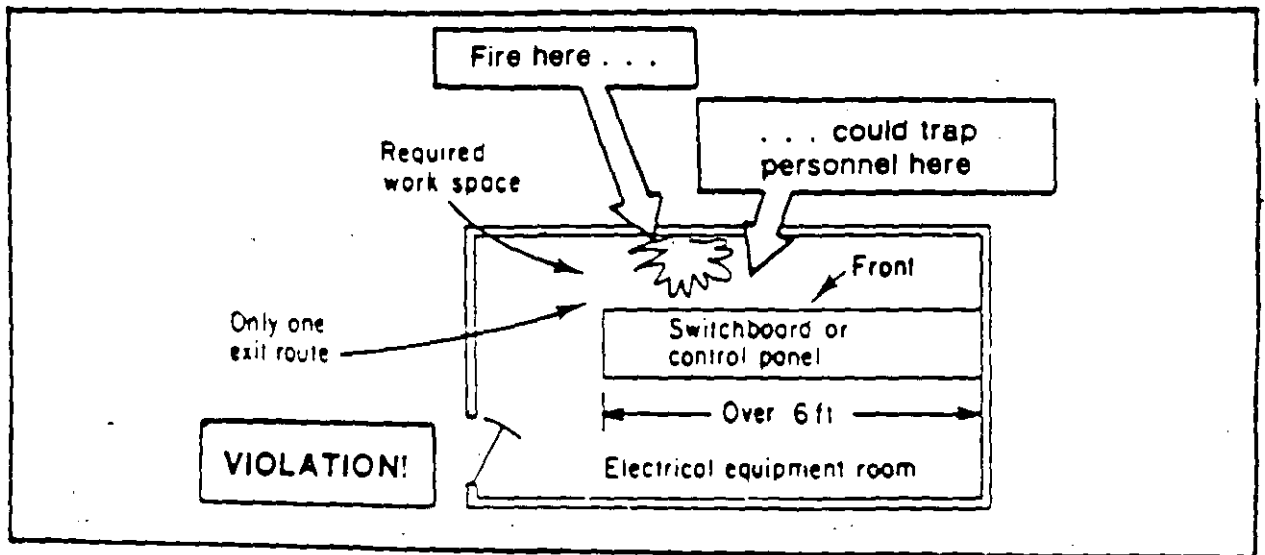 Fire here . . .
. . . could trap
personnel here
Required
work space
Front
Only one
exit route
Switchboard or
control panel
Over 6 ft
VIOLATION!
Electrical equipment room